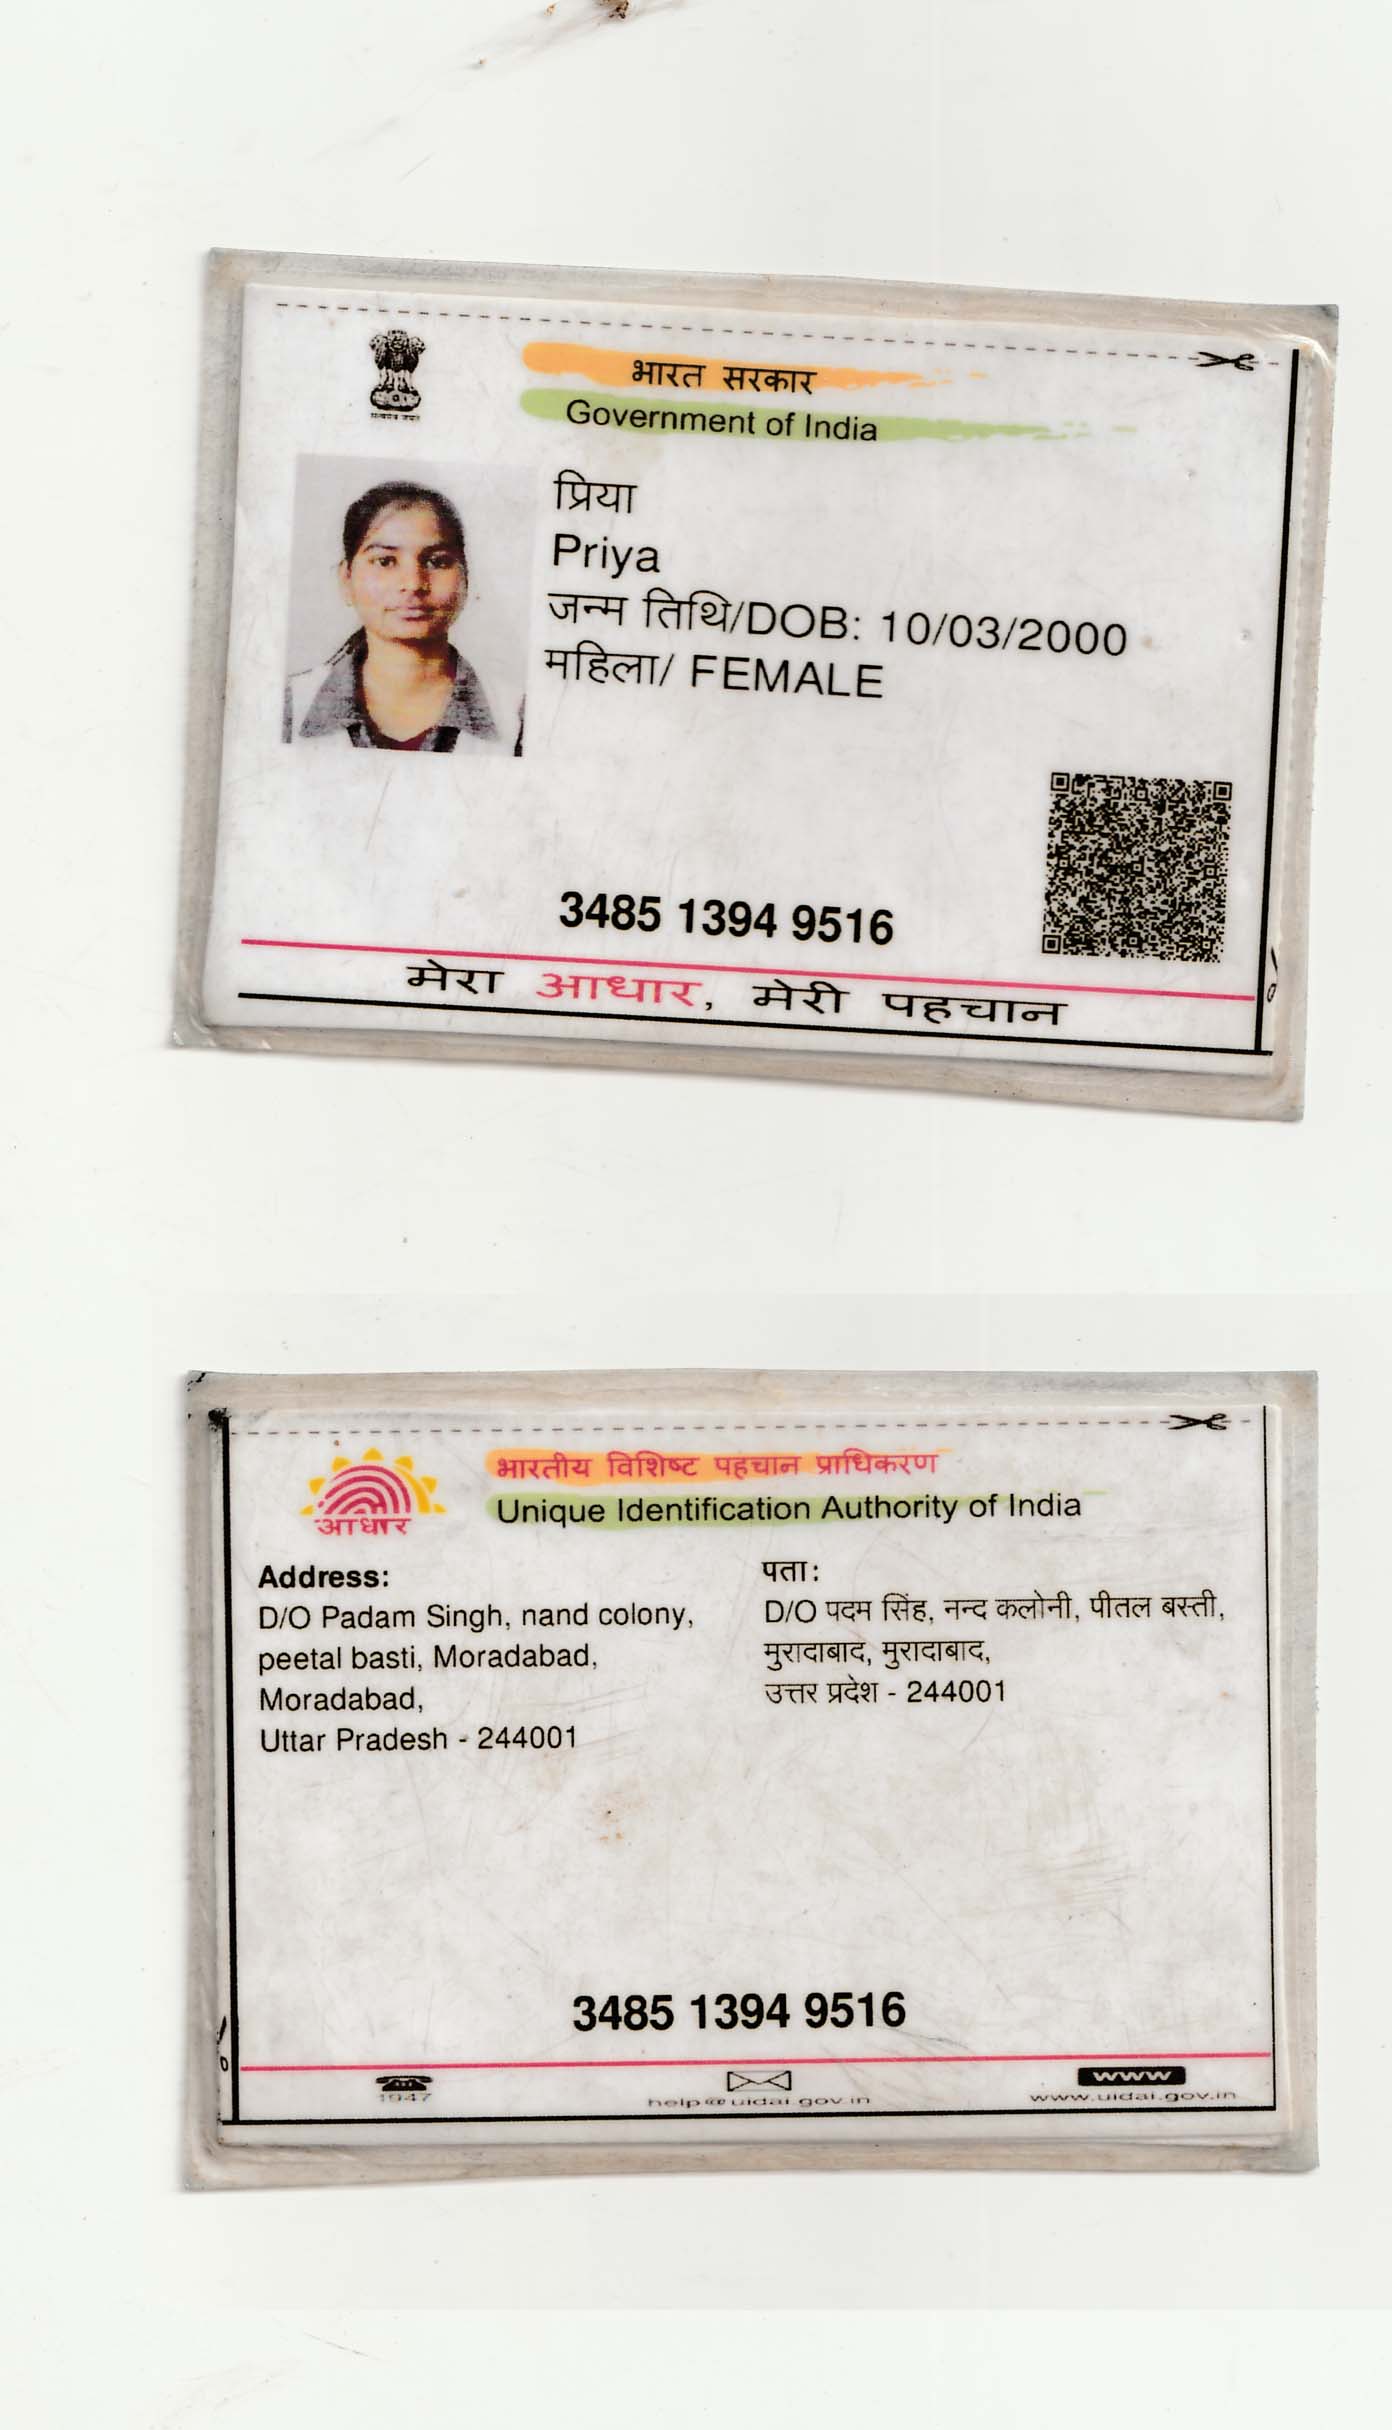 भारत सरकार
Government of India
प्रिया
Priya
जन्म तिथि/DOB: 10/03/2000
महिला/ FEMALE
3485 1394 9516
मेरा आधार, मेरी पहचान
भारतीय विशिष्ट पहचान प्राधिकरण
Unique Identification Authority of India
आधार
Address:
D/O Padam Singh, nand colony,
peetal basti, Moradabad,
Moradabad,
Uttar Pradesh - 244001
पता:
D/O पदम सिंह, नन्द कलोनी, पीतल बस्ती,
मुरादाबाद, मुरादाबाद,
उत्तर प्रदेश - 244001
3485 1394 9516
1947
help@uidai.gov.in
www
www.uidai.gov.in